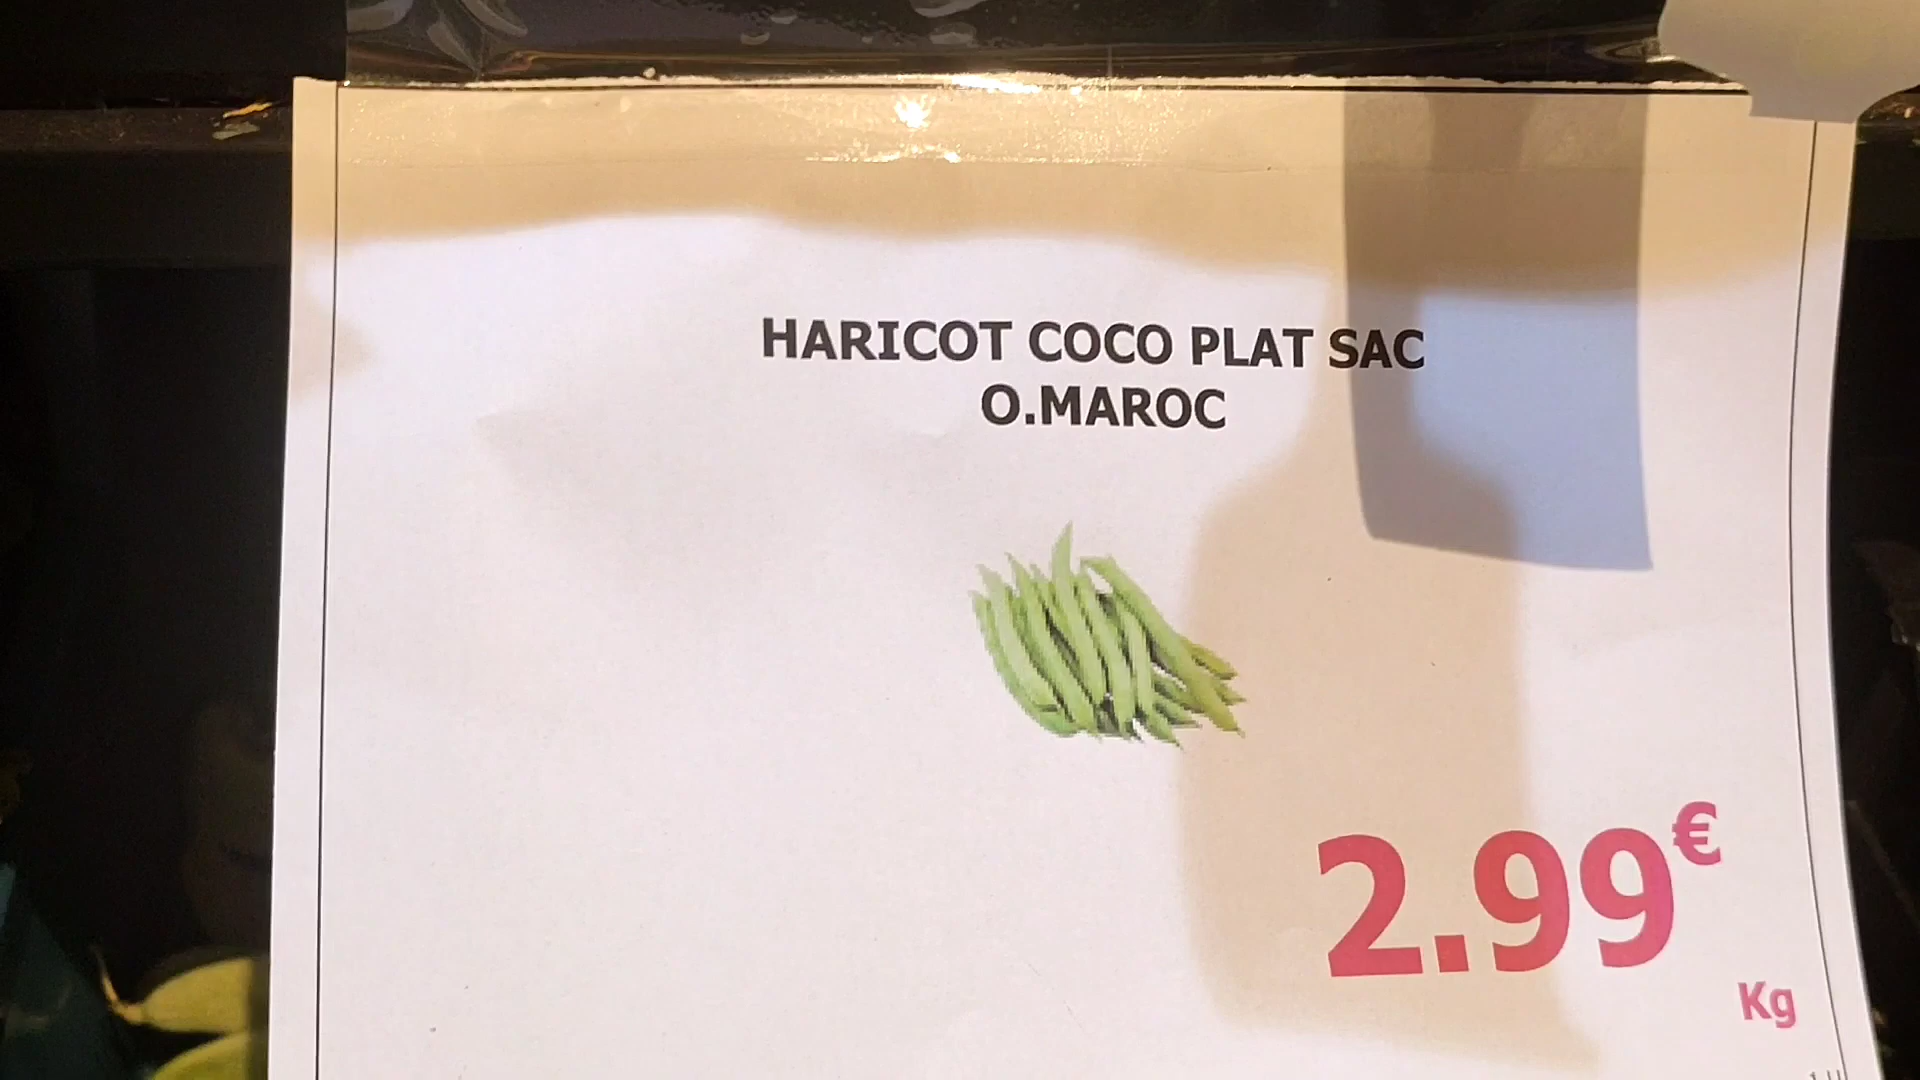 HARICOT COCO PLAT SAC
O.MAROC
2.99€
Kg